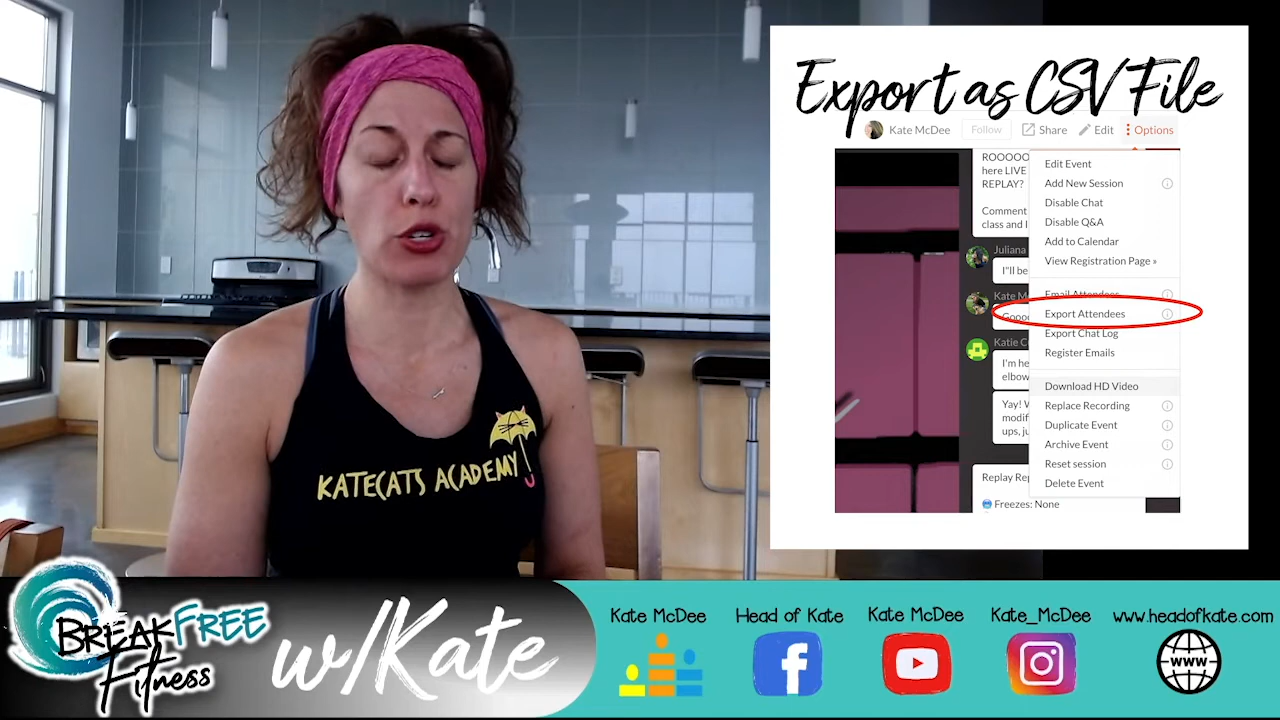 Export as CSV File
Kate McDee
Follow
Share
Edit
Options
ROOOOO
here LIVE
REPLAY?
Comment
class and I
Juliana
I"ll be
Kate M
Goooo
Katie C
I'm he
elbow
Yay! W
modif
ups, ju
Replay Rep
Freezes: None
Edit Event
Add New Session
Disable Chat
Disable Q&A
Add to Calendar
View Registration Page »
Email Attendees
Export Attendees
Export Chat Log
Register Emails
Download HD Video
Replace Recording
Duplicate Event
Archive Event
Reset session
Delete Event
KATECATS ACADEMY
BREAKFREE
Fitness
w/Kate
Kate McDee
Head of Kate
Kate McDee
Kate_McDee
www.headofkate.com
WWW